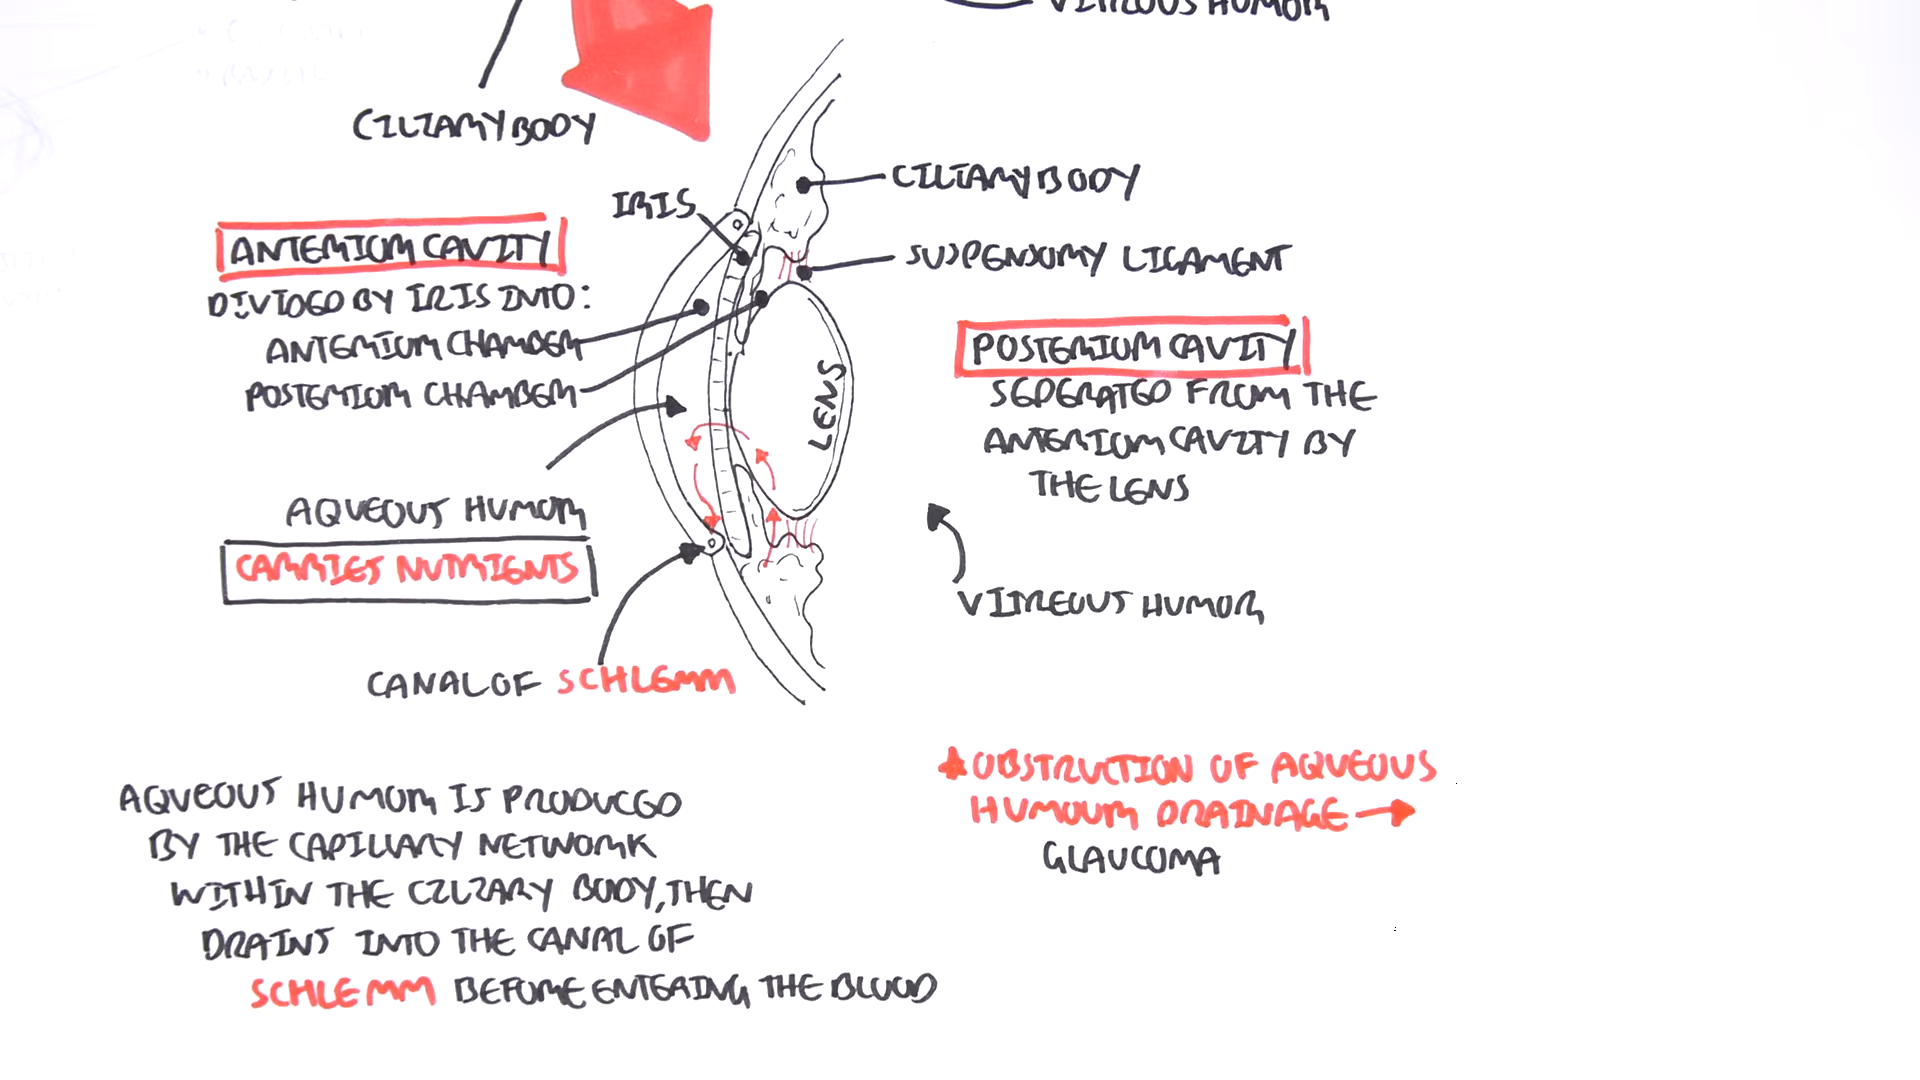 VITREOUS HUMOR
CILIARY BODY
CILIARY BODY
IRIS
SUSPENSORY LIGAMENT
ANTERIOR CAVITY
DIVIDED BY IRIS INTO:
ANTERIOR CHAMBER
POSTERIOR CHAMBER
LENS
POSTERIOR CAVITY
SEPERATED FROM THE
ANTERIOR CAVITY BY
THE LENS
AQUEOUS HUMOR
CARRIES NUTRIENTS
VITREOUS HUMOR
CANAL OF SCHLEMM
AQUEOUS HUMOR IS PRODUCED
BY THE CAPILLARY NETWORK
WITHIN THE CILIARY BODY, THEN
DRAINS INTO THE CANAL OF
SCHLEMM BEFORE ENTERING THE BLOOD
* OBSTRUCTION OF AQUEOUS
HUMOUR DRAINAGE →
GLAUCOMA